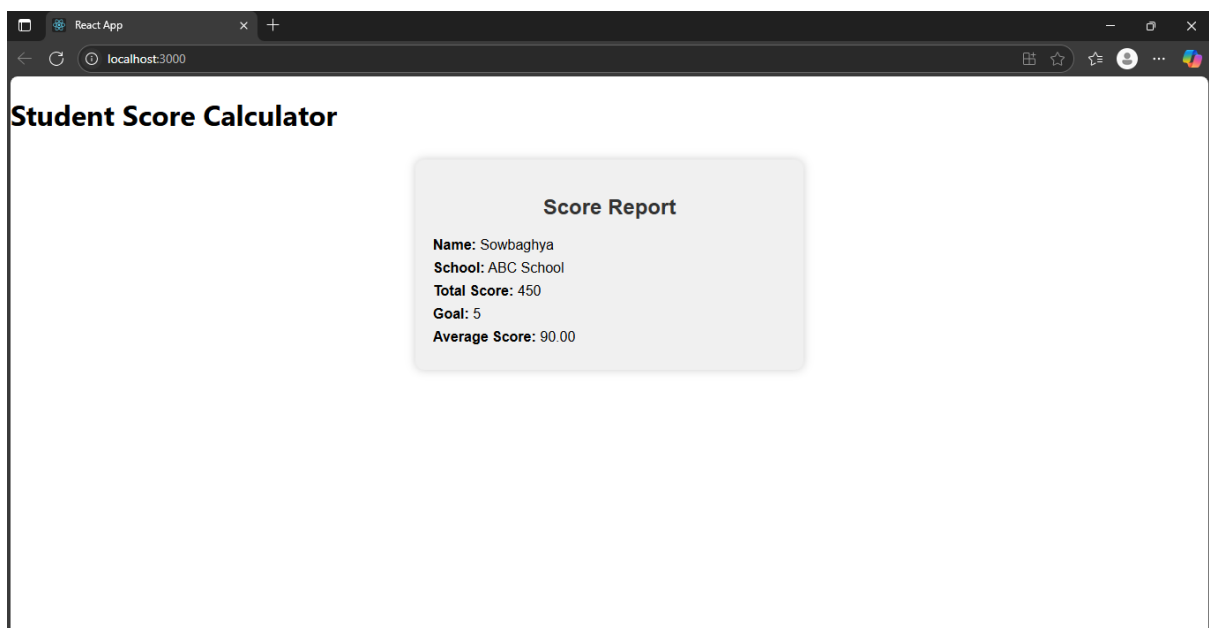 React App
localhost:3000
Student Score Calculator
Score Report
Name: Sowbaghya
School: ABC School
Total Score: 450
Goal: 5
Average Score: 90.00